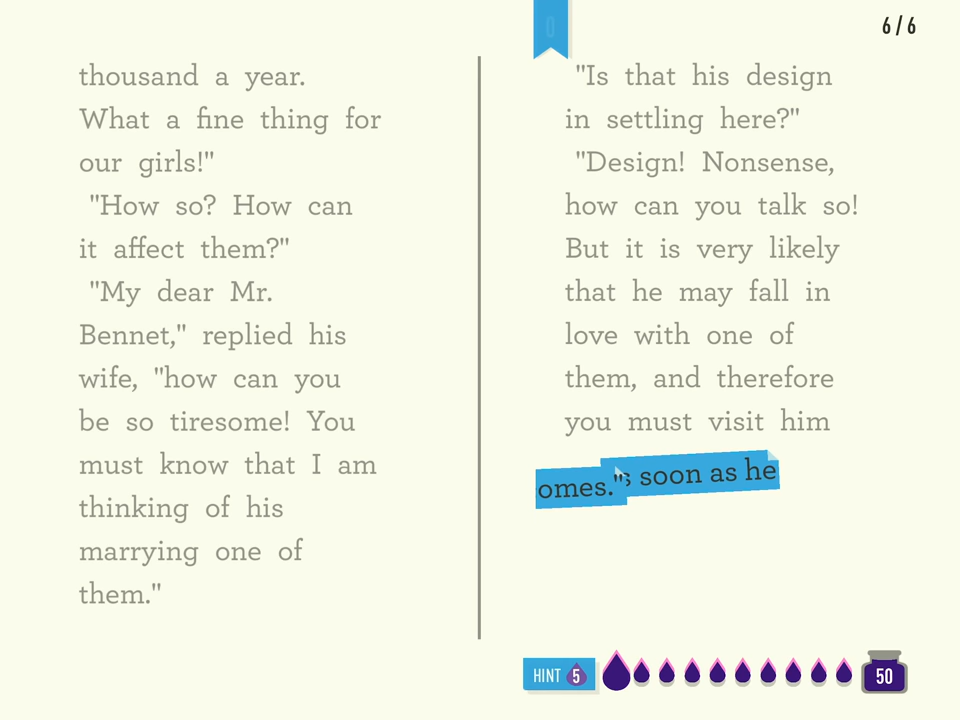 6/6
thousand a year.
What a fine thing for
our girls!"
"How so? How can
it affect them?"
"My dear Mr.
Bennet," replied his
wife, "how can you
be so tiresome! You
must know that I am
thinking of his
marrying one of
them."
0
"Is that his design
in settling here?"
"Design! Nonsense,
how can you talk so!
But it is very likely
that he may fall in
love with one of
them, and therefore
you must visit him
s soon as he
omes."
HINT 5
50